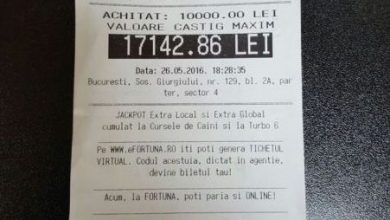 ACHITAT: 10000.00 LEI
VALOARE CASTIG MAXIM
17142.86 LEI
Data: 26.05.2016, 18:28:35
Bucuresti, Sos. Giurgiului, nr. 129, bl. 2A, par
ter, sector 4
JACKPOT Extra Local si Extra Global
cumulat la Cursele de Caini si la Turbo 6
Pe WWW.eFORTUNA.RO iti poti genera TICHETUL
VIRTUAL. Codul acestuia, dictat in agentie,
devine biletul tau!
Acum, la FORTUNA, poti paria si ONLINE!